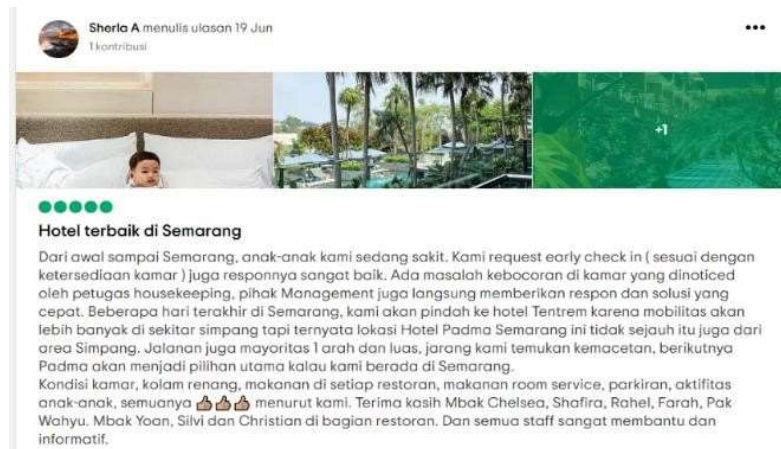 Sherla A menulis ulasan 19 Jun
1 kontribusi
+1
Hotel terbaik di Semarang
Dari awal sampai Semarang, anak-anak kami sedang sakit. Kami request early check in ( sesuai dengan
ketersediaan kamar ) juga responnya sangat baik. Ada masalah kebocoran di kamar yang dinoticed
oleh petugas housekeeping, pihak Management juga langsung memberikan respon dan solusi yang
cepat. Beberapa hari terakhir di Semarang, kami akan pindah ke hotel Tentrem karena mobilitas akan
lebih banyak di sekitar simpang tapi ternyata lokasi Hotel Padma Semarang ini tidak sejauh itu juga dari
area Simpang. Jalanan juga mayoritas 1 arah dan luas, jarang kami temukan kemacetan, berikutnya
Padma akan menjadi pilihan utama kalau kami berada di Semarang.
Kondisi kamar, kolam renang, makanan di setiap restoran, makanan room service, parkiran, aktifitas
anak-anak, semuanya 👍🏽👍🏽👍🏽 menurut kami. Terima kasih Mbak Chelsea, Shafira, Rahel, Farah, Pak
Wahyu. Mbak Yoan, Silvi dan Christian di bagian restoran. Dan semua staff sangat membantu dan
informatif.